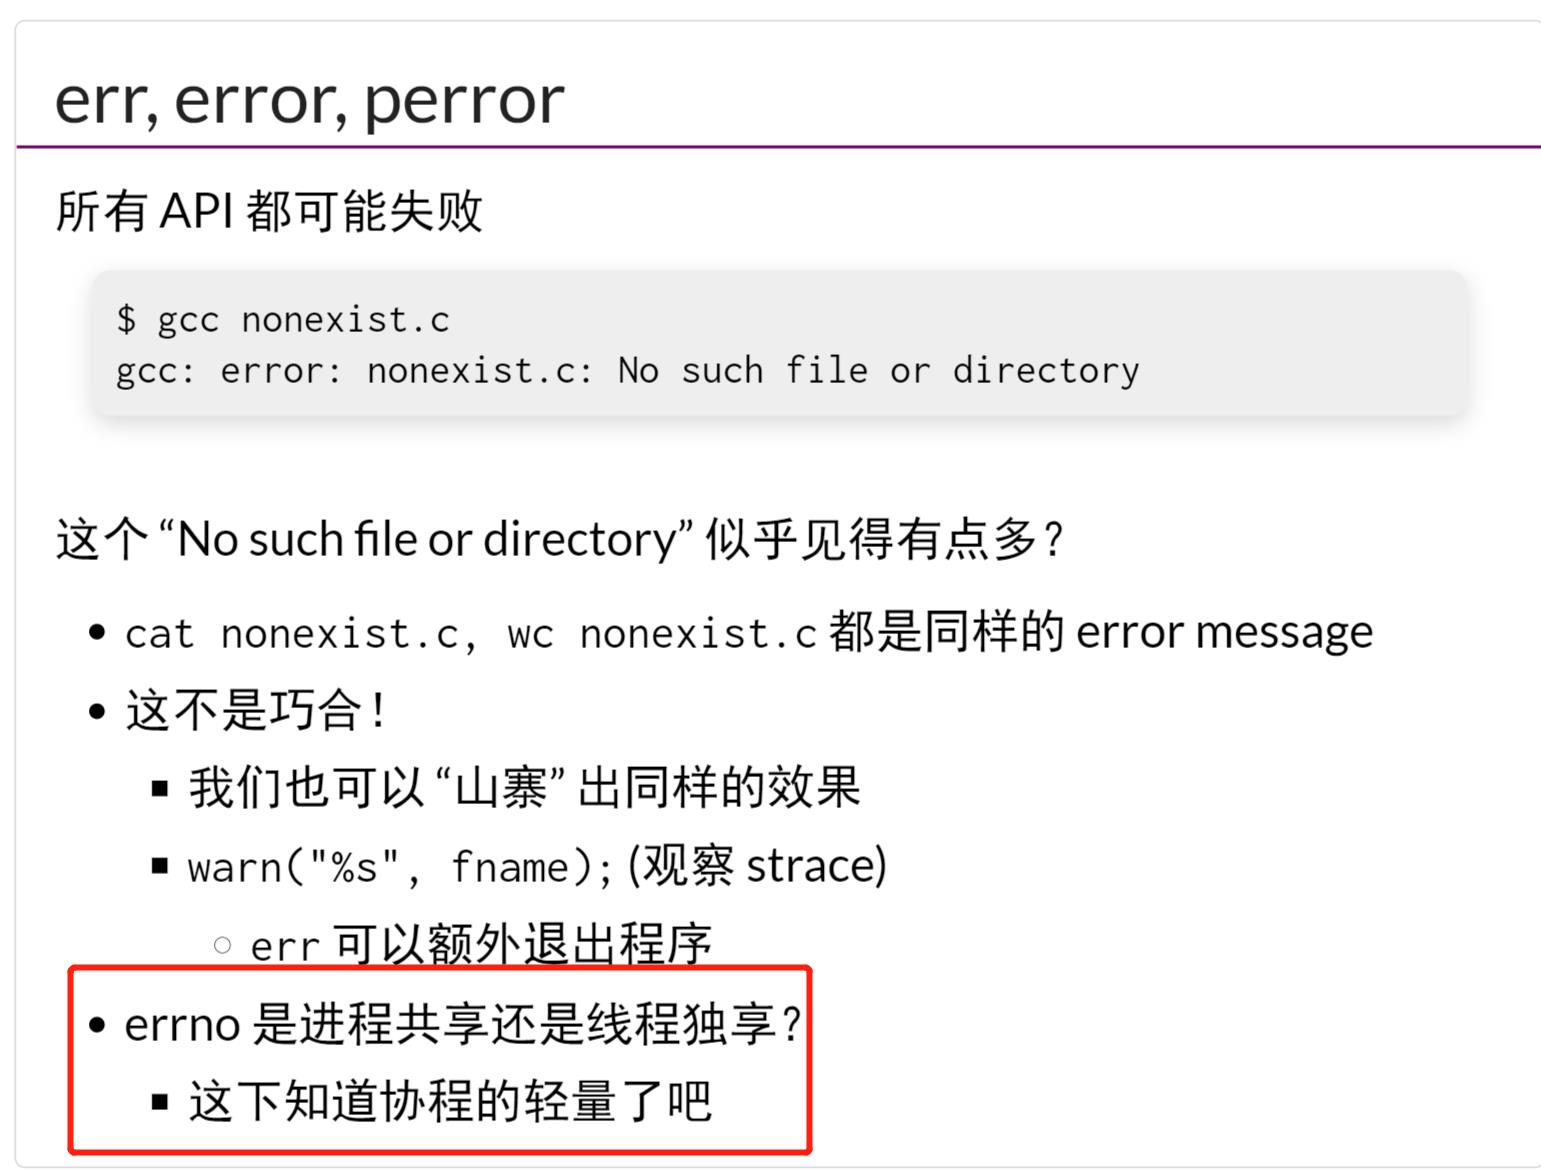 err, error, perror
所有 API 都可能失败
$ gcc nonexist.c
gcc: error: nonexist.c: No such file or directory
这个 “No such file or directory” 似乎见得有点多?
cat nonexist.c, wc nonexist.c 都是同样的 error message
这不是巧合!
我们也可以 “山寨” 出同样的效果
warn("%s", fname); (观察 strace)
err 可以额外退出程序
errno 是进程共享还是线程独享?
这下知道协程的轻量了吧